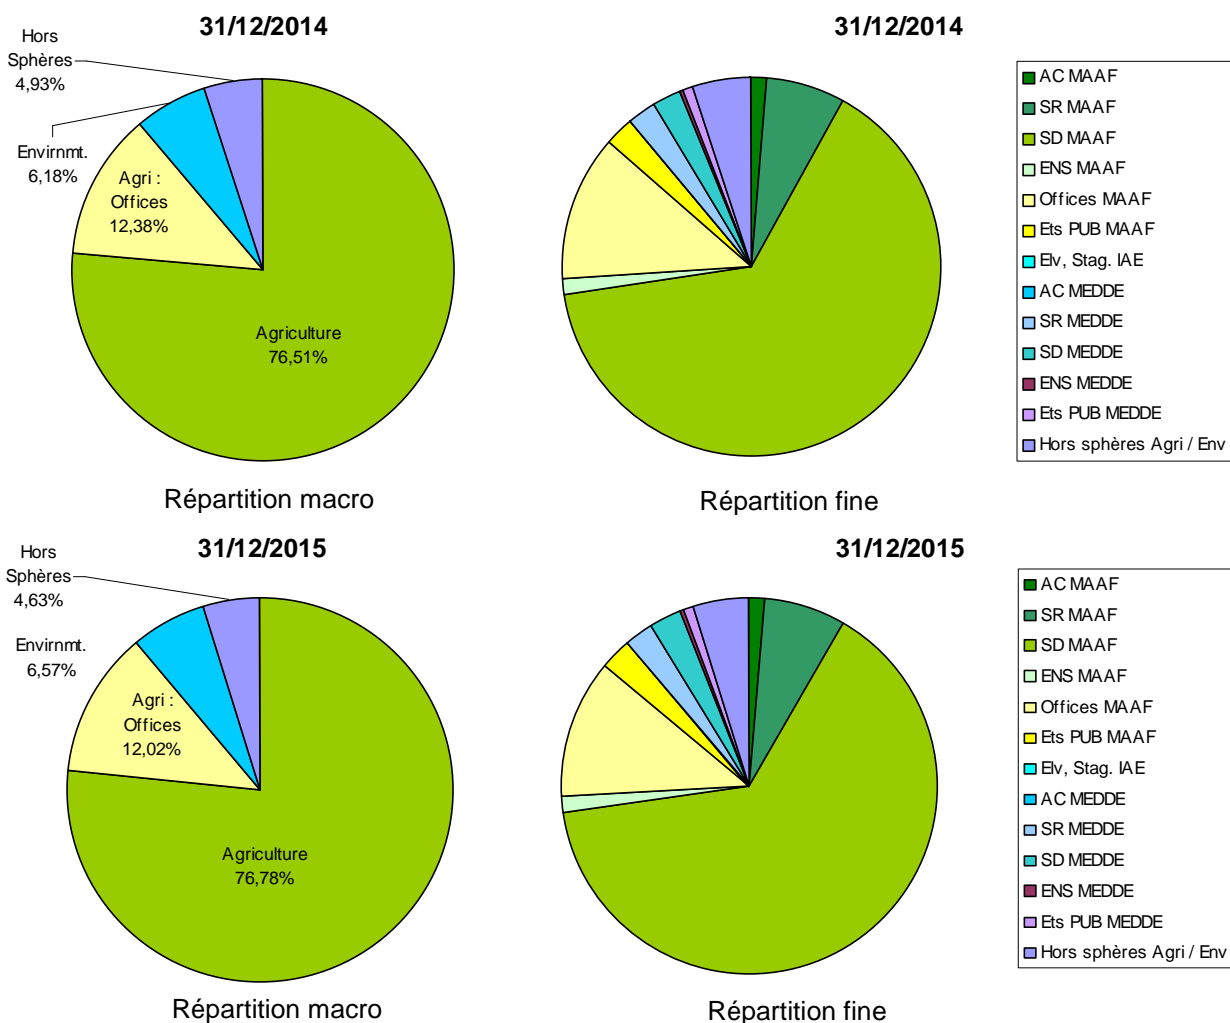 31/12/2014
31/12/2014
Hors
Sphères
4,93%
Envirnmt.
6,18%
Agri :
Offices
12,38%
Agriculture
76,51%
AC MAAF
SR MAAF
SD MAAF
ENS MAAF
Offices MAAF
Ets PUB MAAF
Elv, Stag. IAE
AC MEDDE
SR MEDDE
SD MEDDE
ENS MEDDE
Ets PUB MEDDE
Hors sphères Agri / Env
Répartition macro
Répartition fine
31/12/2015
31/12/2015
Hors
Sphères
4,63%
Envirnmt.
6,57%
Agri :
Offices
12,02%
Agriculture
76,78%
AC MAAF
SR MAAF
SD MAAF
ENS MAAF
Offices MAAF
Ets PUB MAAF
Elv, Stag. IAE
AC MEDDE
SR MEDDE
SD MEDDE
ENS MEDDE
Ets PUB MEDDE
Hors sphères Agri / Env
Répartition macro
Répartition fine